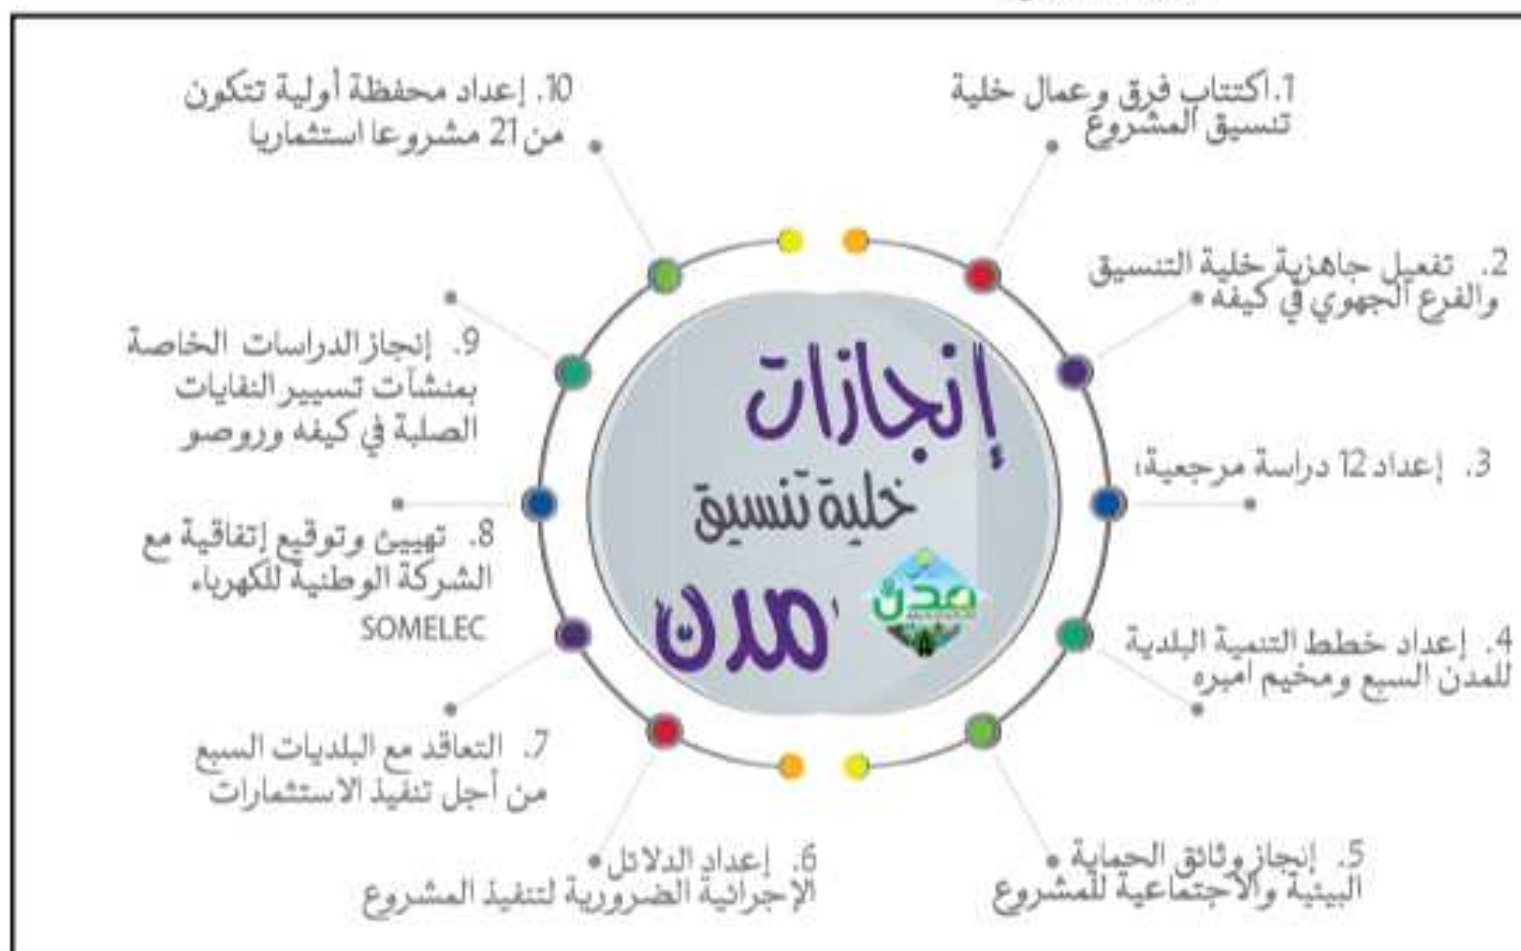 إنجازات
خلية تنسيق
مدن
مدن
1. اكتتاب فرق وعمال خلية
تنسيق المشروع
2. تفعيل جاهزية خلية التنسيق
والفرع الجهوي في كيفه
3. إعداد 12 دراسة مرجعية؛
4. إعداد خطط التنمية البلدية
للمدن السبع ومخيم امبره
5. إنجاز وثائق الحماية
البيئية والاجتماعية للمشروع
6. إعداد الدلائل
الإجرائية الضرورية لتنفيذ المشروع
7. التعاقد مع البلديات السبع
من أجل تنفيذ الاستثمارات
8. تهييئ وتوقيع إتفاقية مع
الشركة الوطنية للكهرباء
SOMELEC
9. إنجاز الدراسات الخاصة
بمنشآت تسيير النفايات
الصلبة في كيفه وروصو
10. إعداد محفظة أولية تتكون
من 21 مشروعا استثماريا